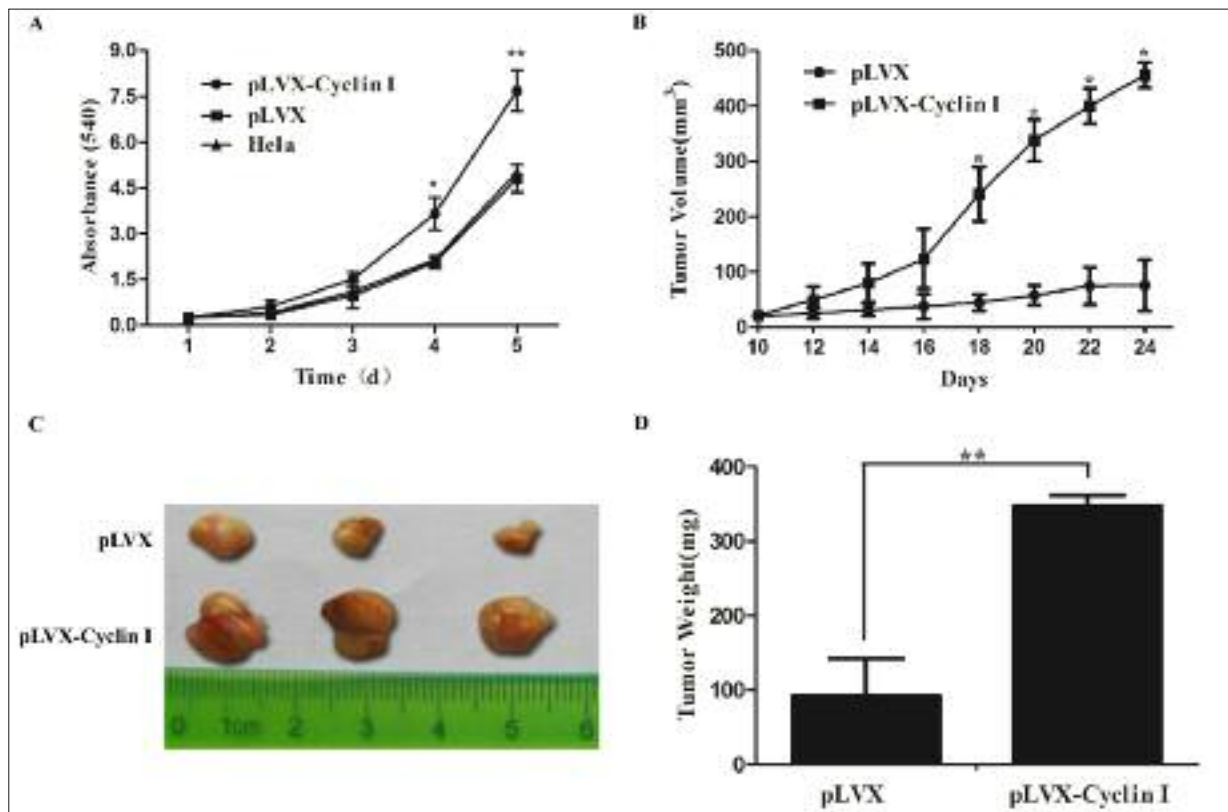 A
9.0
7.5
6.0
4.5
3.0
1.5
0.0
Absorbance (540)
pLVX-Cyclin I
pLVX
Hela
*
**
1 2 3 4 5
Time (d)
B
500
400
300
200
100
0
Tumor Volume(mm³)
pLVX
pLVX-Cyclin I
* * * *
10 12 14 16 18 20 22 24
Days
C
pLVX
pLVX-Cyclin I
0 1cm 2 3 4 5 6
D
400
300
200
100
0
Tumor Weight(mg)
**
pLVX pLVX-Cyclin I